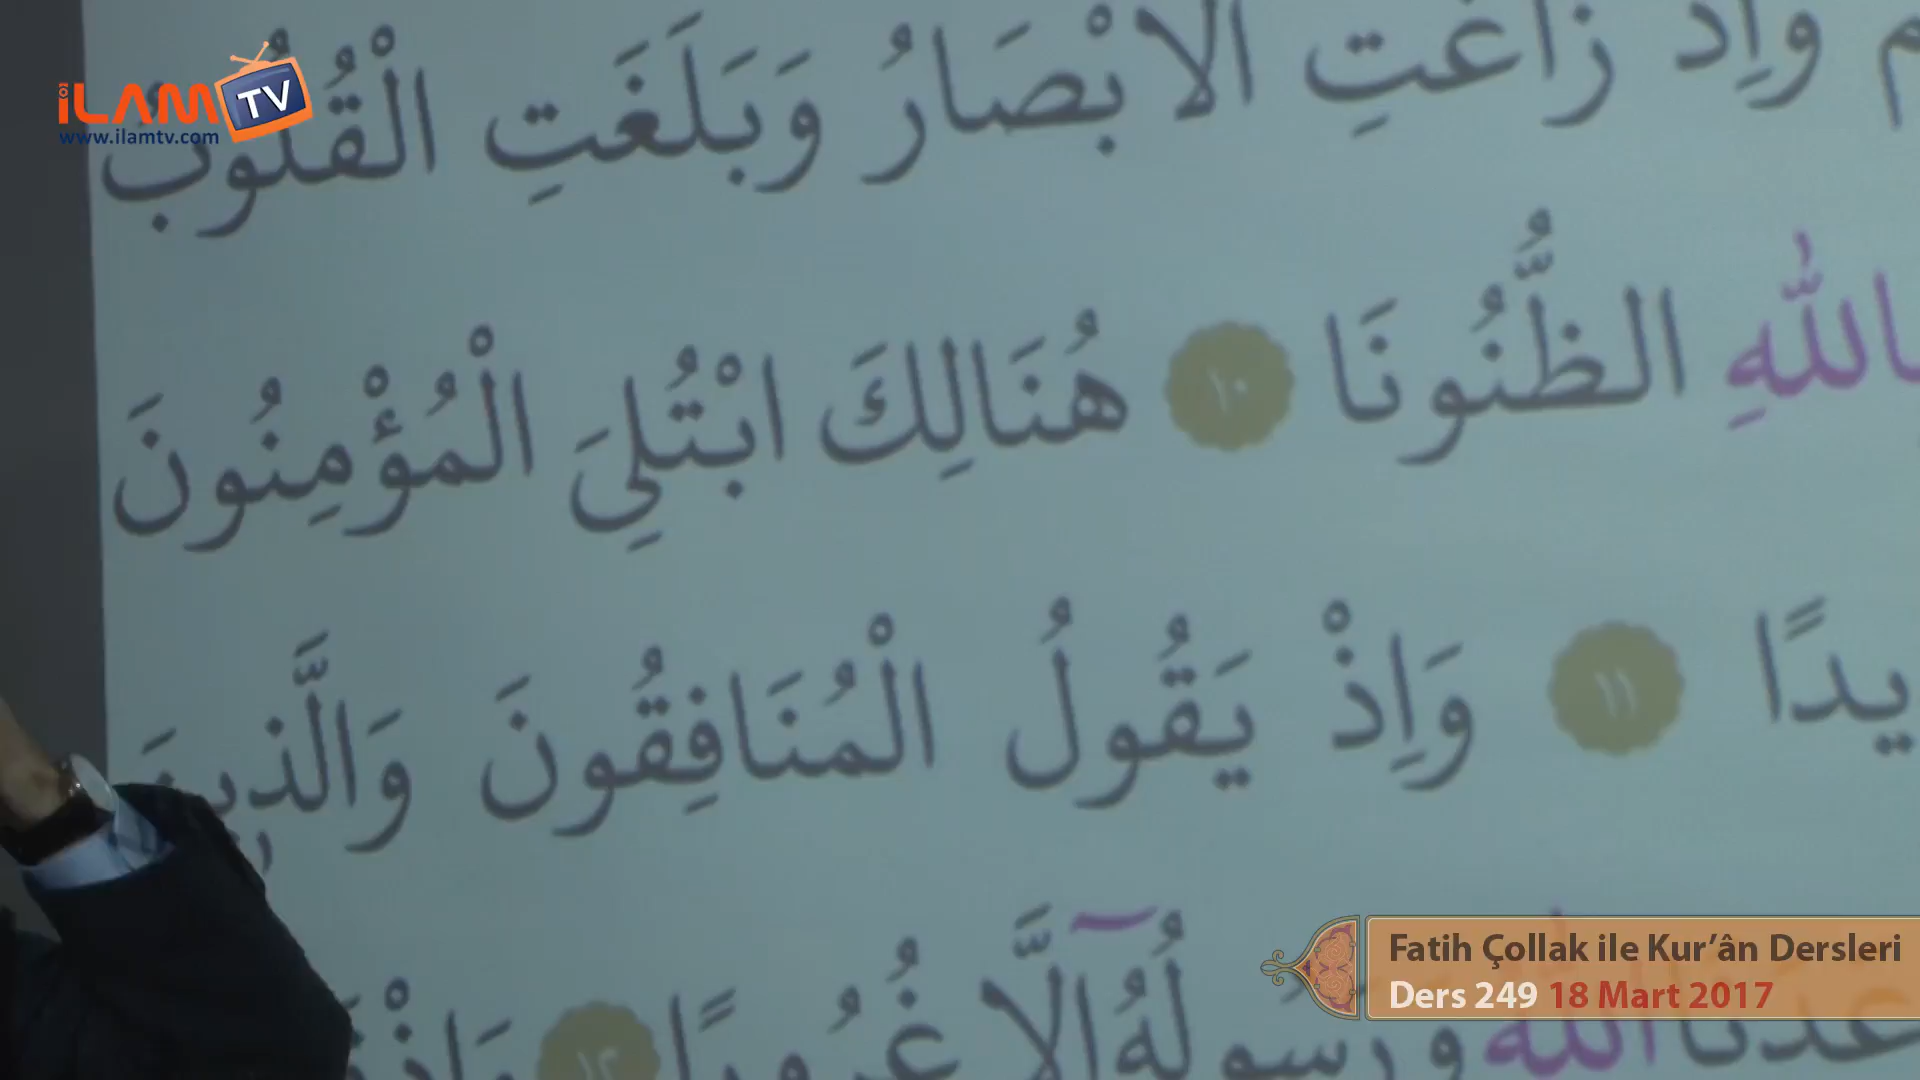 iLAM TV
www.ilamtv.com
وَاِذْ زَاغَتِ الْاَبْصَارُ وَبَلَغَتِ الْقُلُوبُ
بِاللّٰهِ الظُّنُونَا ﴿١٠﴾ هُنَالِكَ ابْتُلِيَ الْمُؤْمِنُونَ
١١ وَاِذْ يَقُولُ الْمُنَافِقُونَ وَالَّذِينَ
اللّٰهُ وَرَسُولُهُٓ اِلَّا غُرُورًا ١٢
Fatih Çollak ile Kur’ân Dersleri
Ders 249 18 Mart 2017